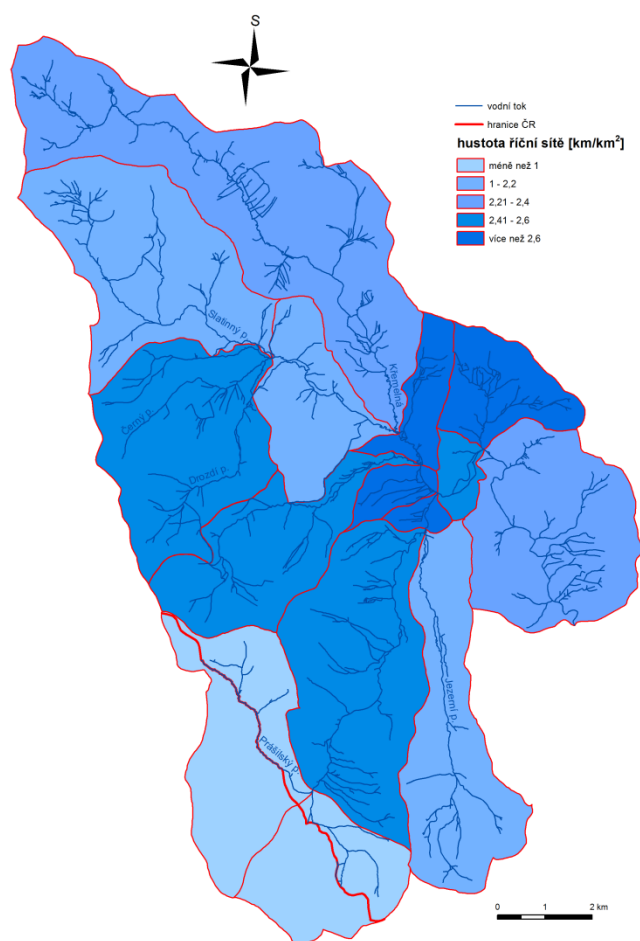 S
vodní tok
hranice ČR
hustota říční sítě [km/km²]
méně než 1
1 - 2,2
2,21 - 2,4
2,41 - 2,6
více než 2,6
Slatinný p.
Křemelná
Černý p.
Drozdí p.
Jezerní p.
Prášilský p.
0 1 2 km